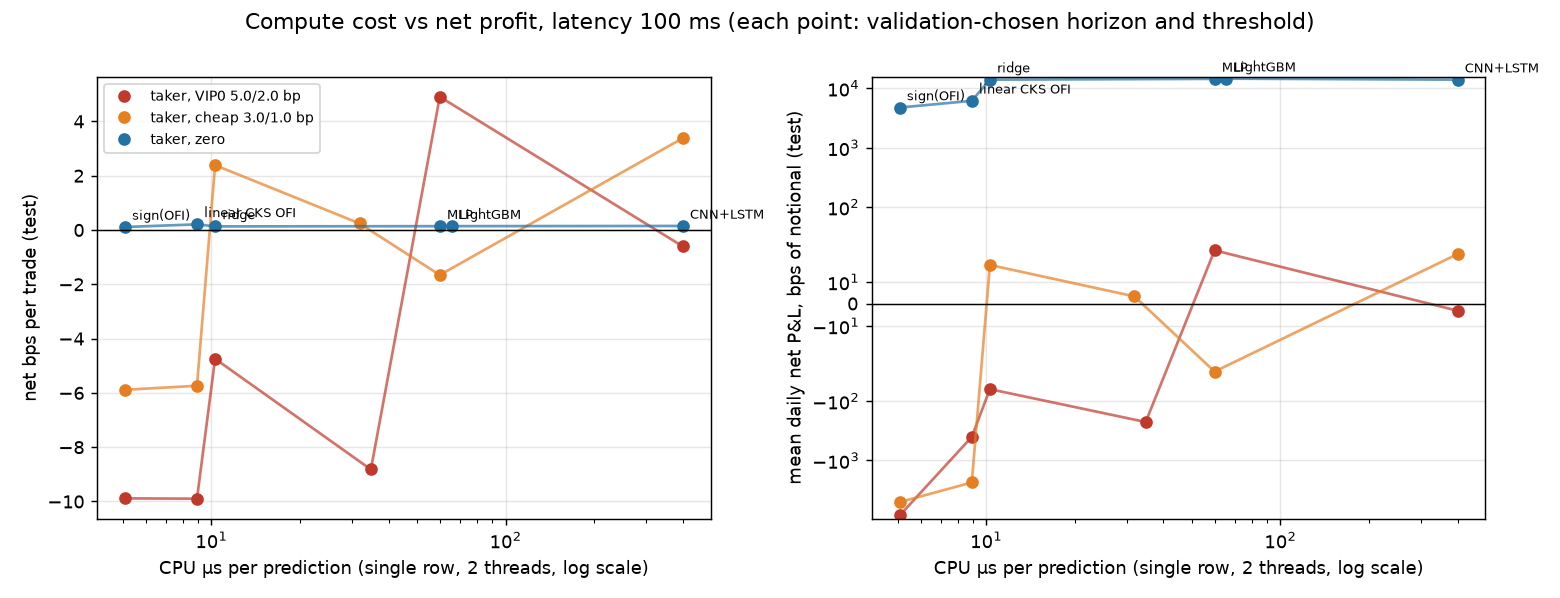 Compute cost vs net profit, latency 100 ms (each point: validation-chosen horizon and threshold)
net bps per trade (test)
4
2
0
−2
−4
−6
−8
−10
taker, VIP0 5.0/2.0 bp
taker, cheap 3.0/1.0 bp
taker, zero
sign(OFI)
linear CKS OFI
ridge
MLP
LightGBM
CNN+LSTM
10¹
10²
CPU µs per prediction (single row, 2 threads, log scale)
mean daily net P&L, bps of notional (test)
10⁴
10³
10²
10¹
0
−10¹
−10²
−10³
sign(OFI)
linear CKS OFI
ridge
MLP
LightGBM
CNN+LSTM
10¹
10²
CPU µs per prediction (single row, 2 threads, log scale)